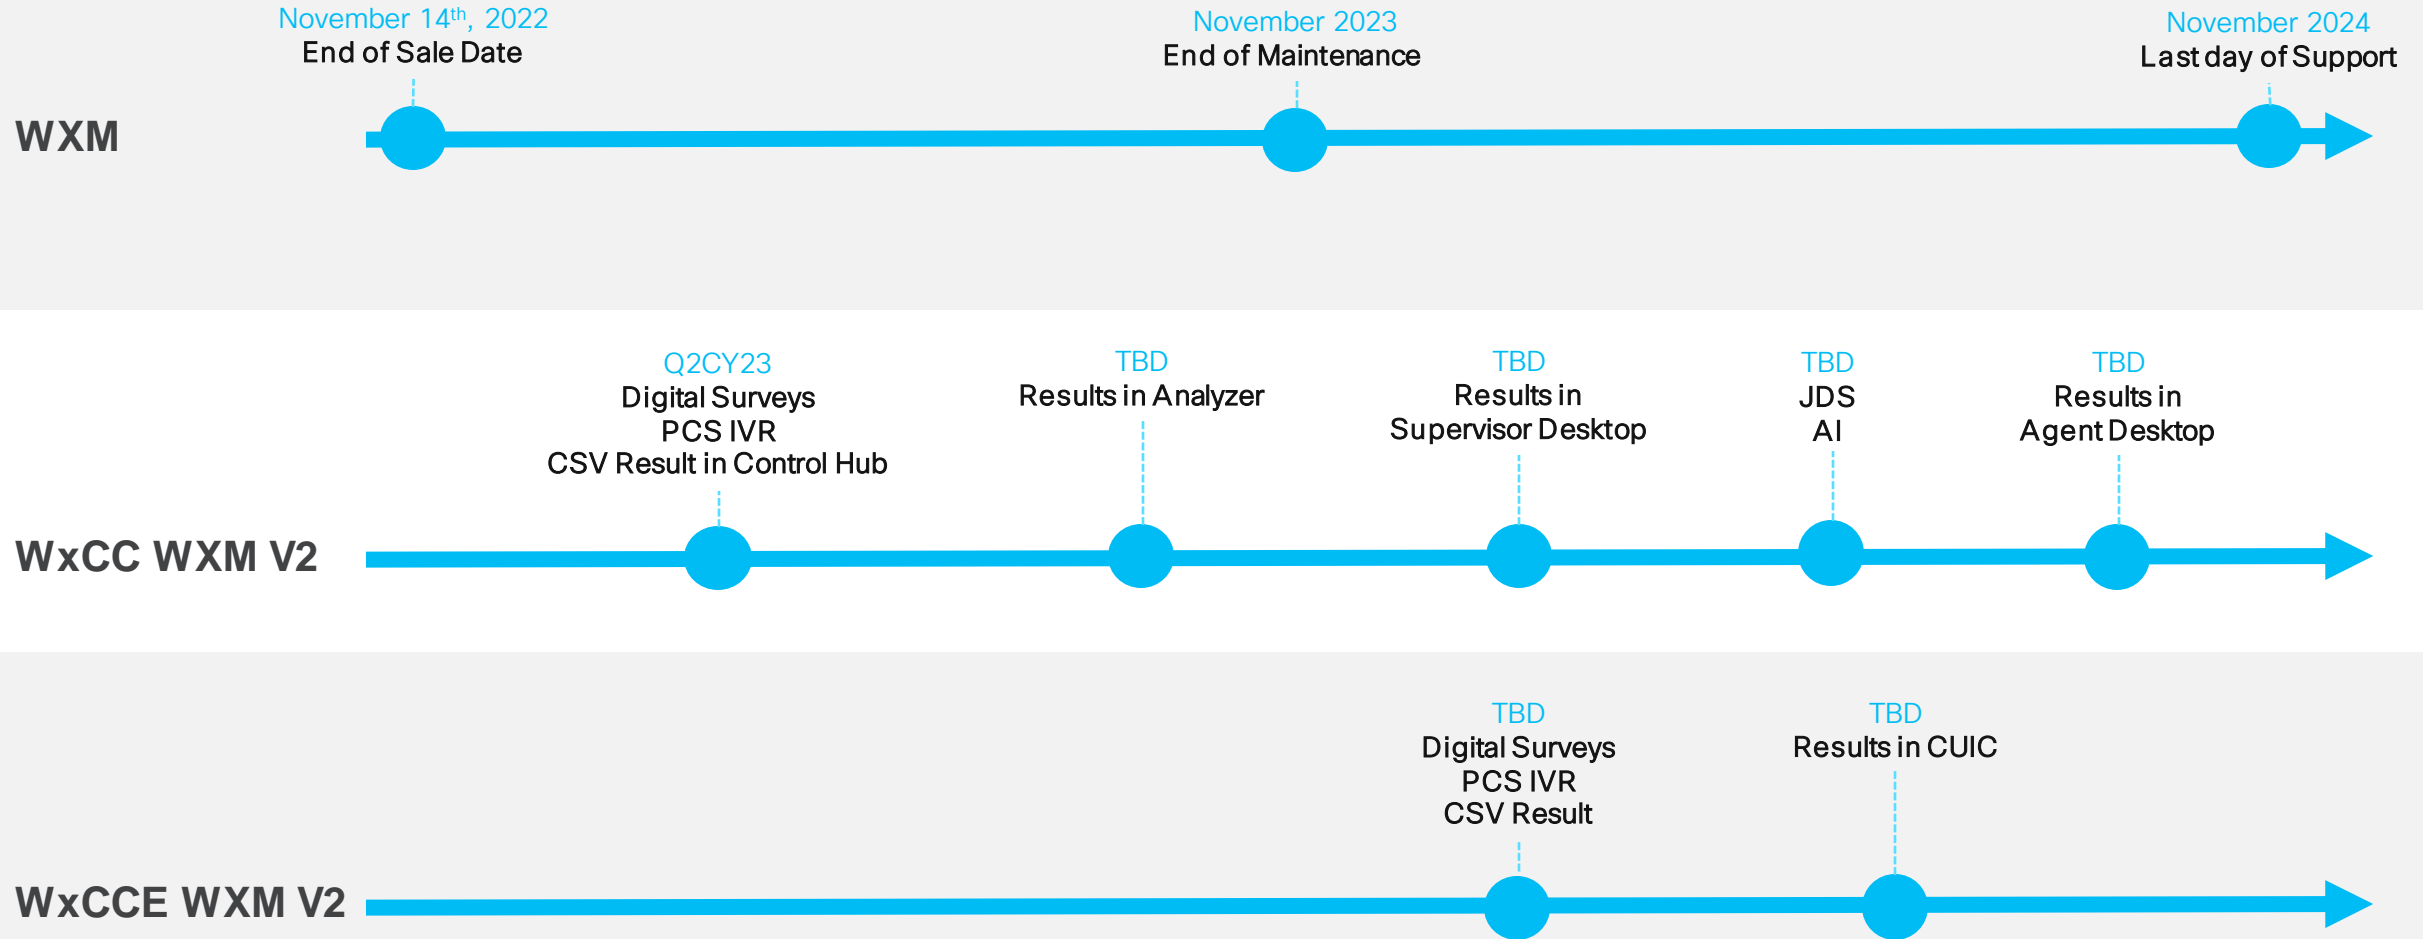 November 14th, 2022
End of Sale Date
November 2023
End of Maintenance
November 2024
Last day of Support
WXM
Q2CY23
Digital Surveys
PCS IVR
CSV Result in Control Hub
TBD
Results in Analyzer
TBD
Results in
Supervisor Desktop
TBD
JDS
AI
TBD
Results in
Agent Desktop
WxCC WXM V2
TBD
Digital Surveys
PCS IVR
CSV Result
TBD
Results in CUIC
WxCCE WXM V2